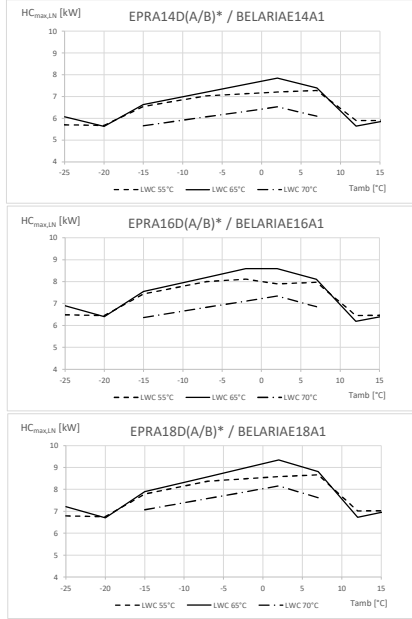 HCmax,LN [kW]
EPRA14D(A/B)* / BELARIAE14A1
10
9
8
7
6
5
4
-25 -20 -15 -10 -5 0 5 10 15
LWC 55°C LWC 65°C LWC 70°C Tamb [°C]
HCmax,LN [kW]
EPRA16D(A/B)* / BELARIAE16A1
10
9
8
7
6
5
4
-25 -20 -15 -10 -5 0 5 10 15
LWC 55°C LWC 65°C LWC 70°C Tamb [°C]
HCmax,LN [kW]
EPRA18D(A/B)* / BELARIAE18A1
10
9
8
7
6
5
4
-25 -20 -15 -10 -5 0 5 10 15
LWC 55°C LWC 65°C LWC 70°C Tamb [°C]